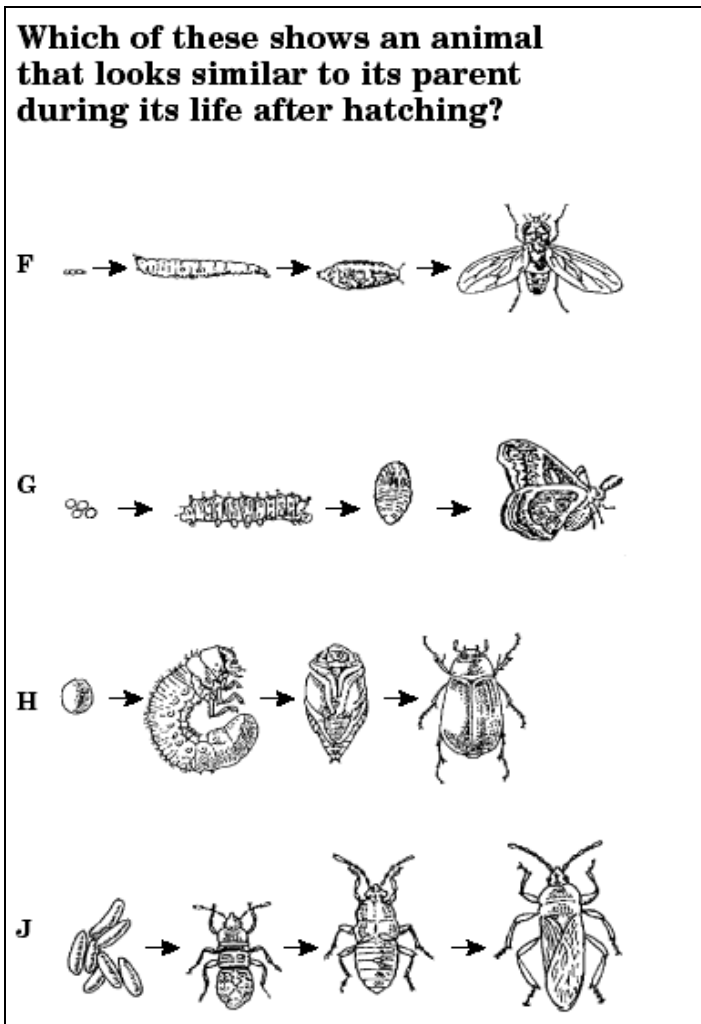 Which of these shows an animal
that looks similar to its parent
during its life after hatching?
F
G
H
J